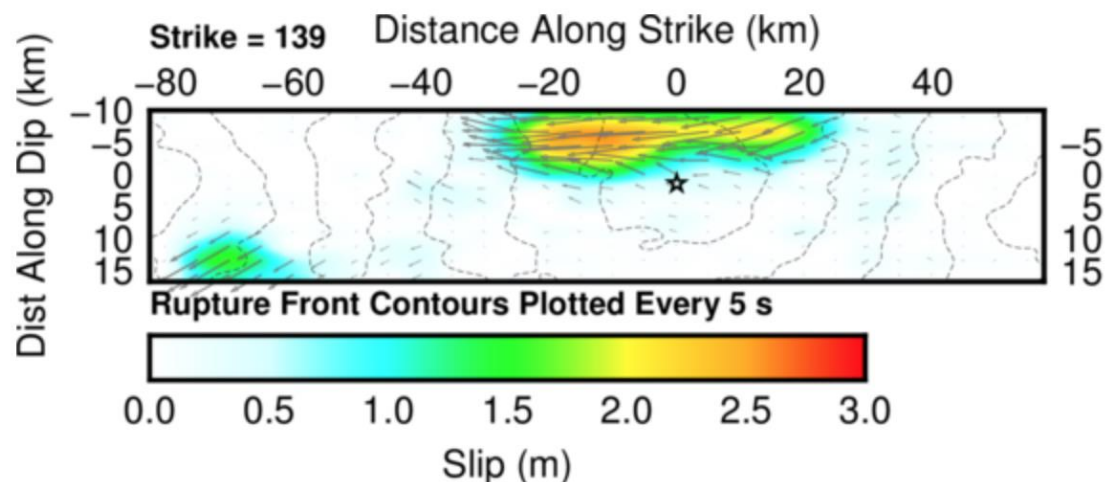 Strike = 139 Distance Along Strike (km)
−80 −60 −40 −20 0 20 40
Dist Along Dip (km)
−10
−5 −5
0 0
5 5
10 10
15 15
Rupture Front Contours Plotted Every 5 s
0.0 0.5 1.0 1.5 2.0 2.5 3.0
Slip (m)